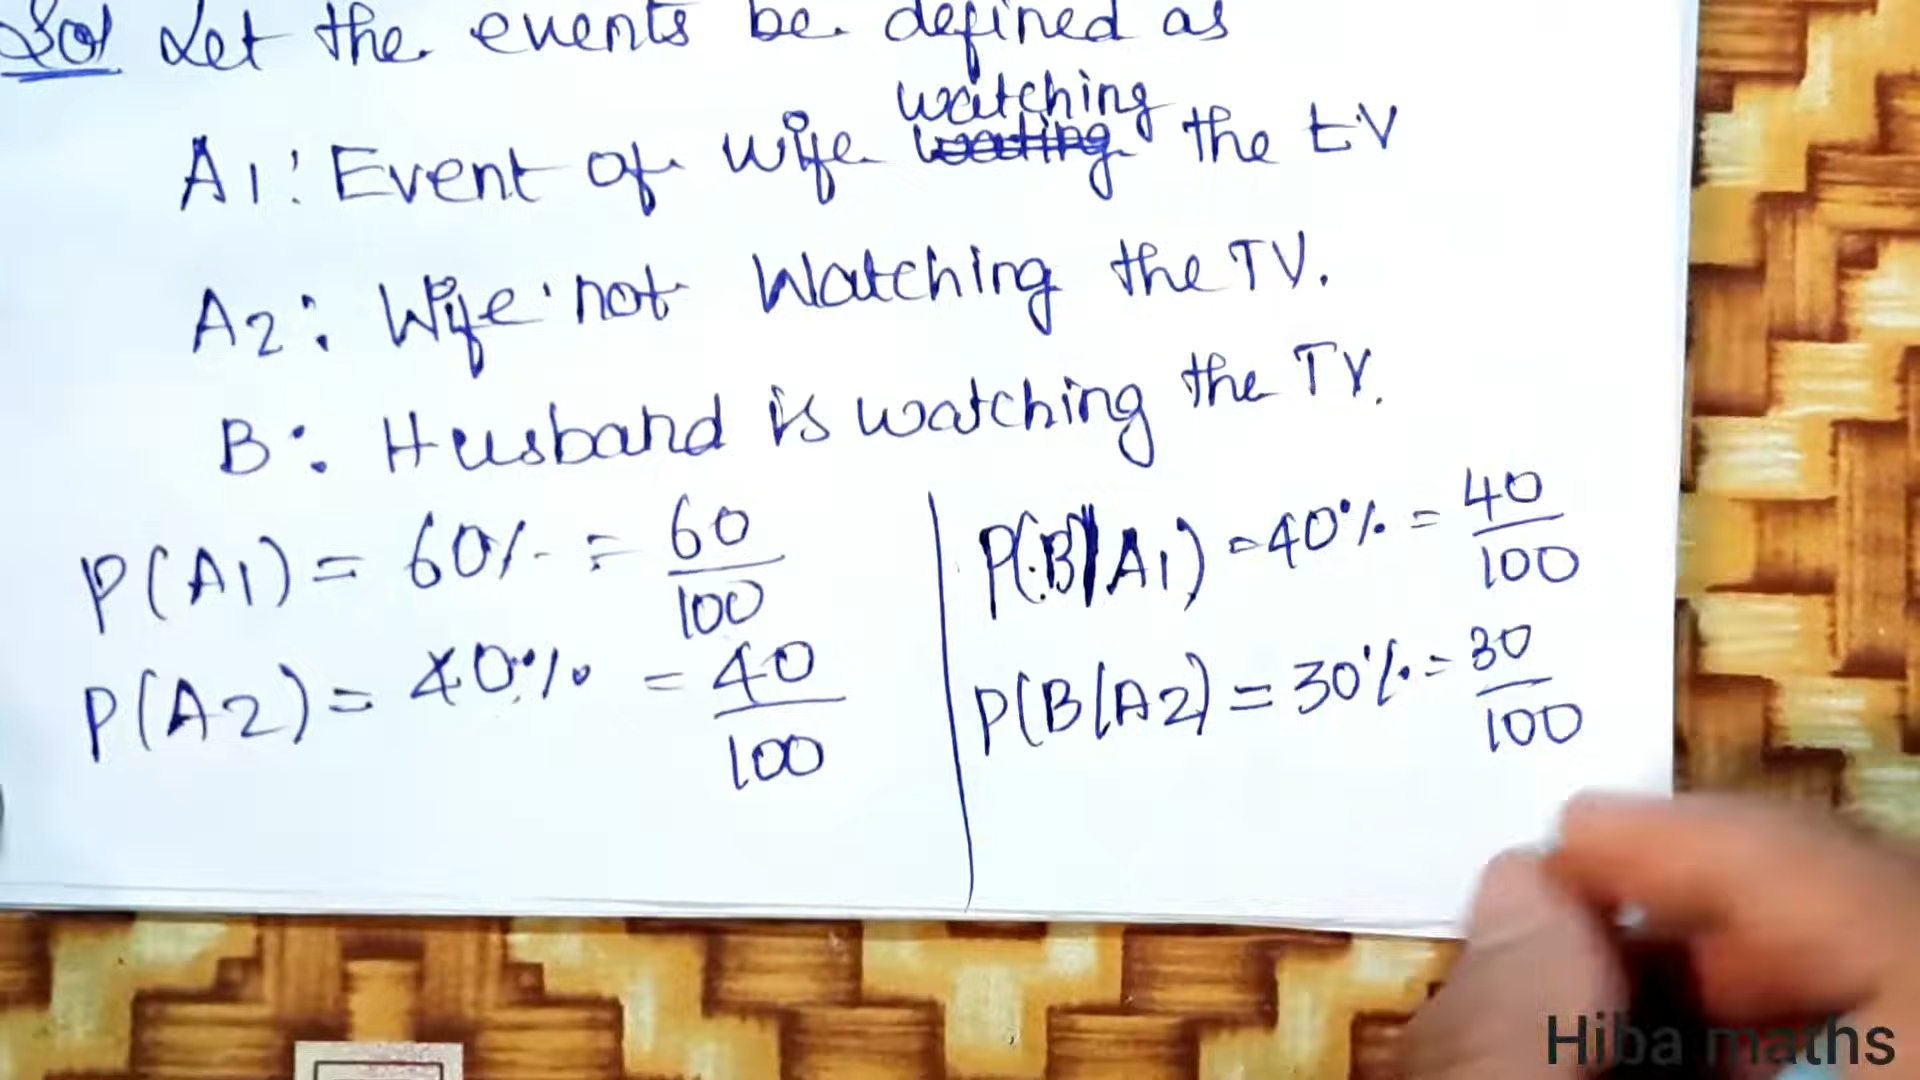 Sol Let the events be defined as
watching
A1: Event of wife the tV
A2: Wife not Watching the TV.
B: Husband is watching the TV.
P(A1) = 60% = 60/100
P(A2) = 40% = 40/100
P(B|A1) = 40% = 40/100
P(B|A2) = 30% = 30/100
Hiba maths